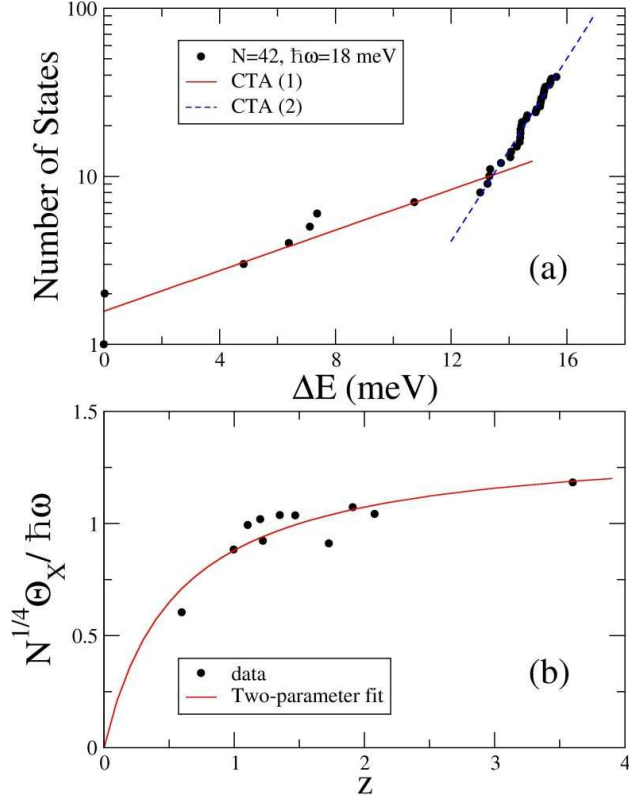 100
N=42, ħω=18 meV
CTA (1)
CTA (2)
10
Number of States
(a)
1
0 4 8 12 16
ΔE (meV)
1.5
1
0.5
0
N^{1/4}Θ_X/ħω
(b)
data
Two-parameter fit
0 1 2 3 4
z